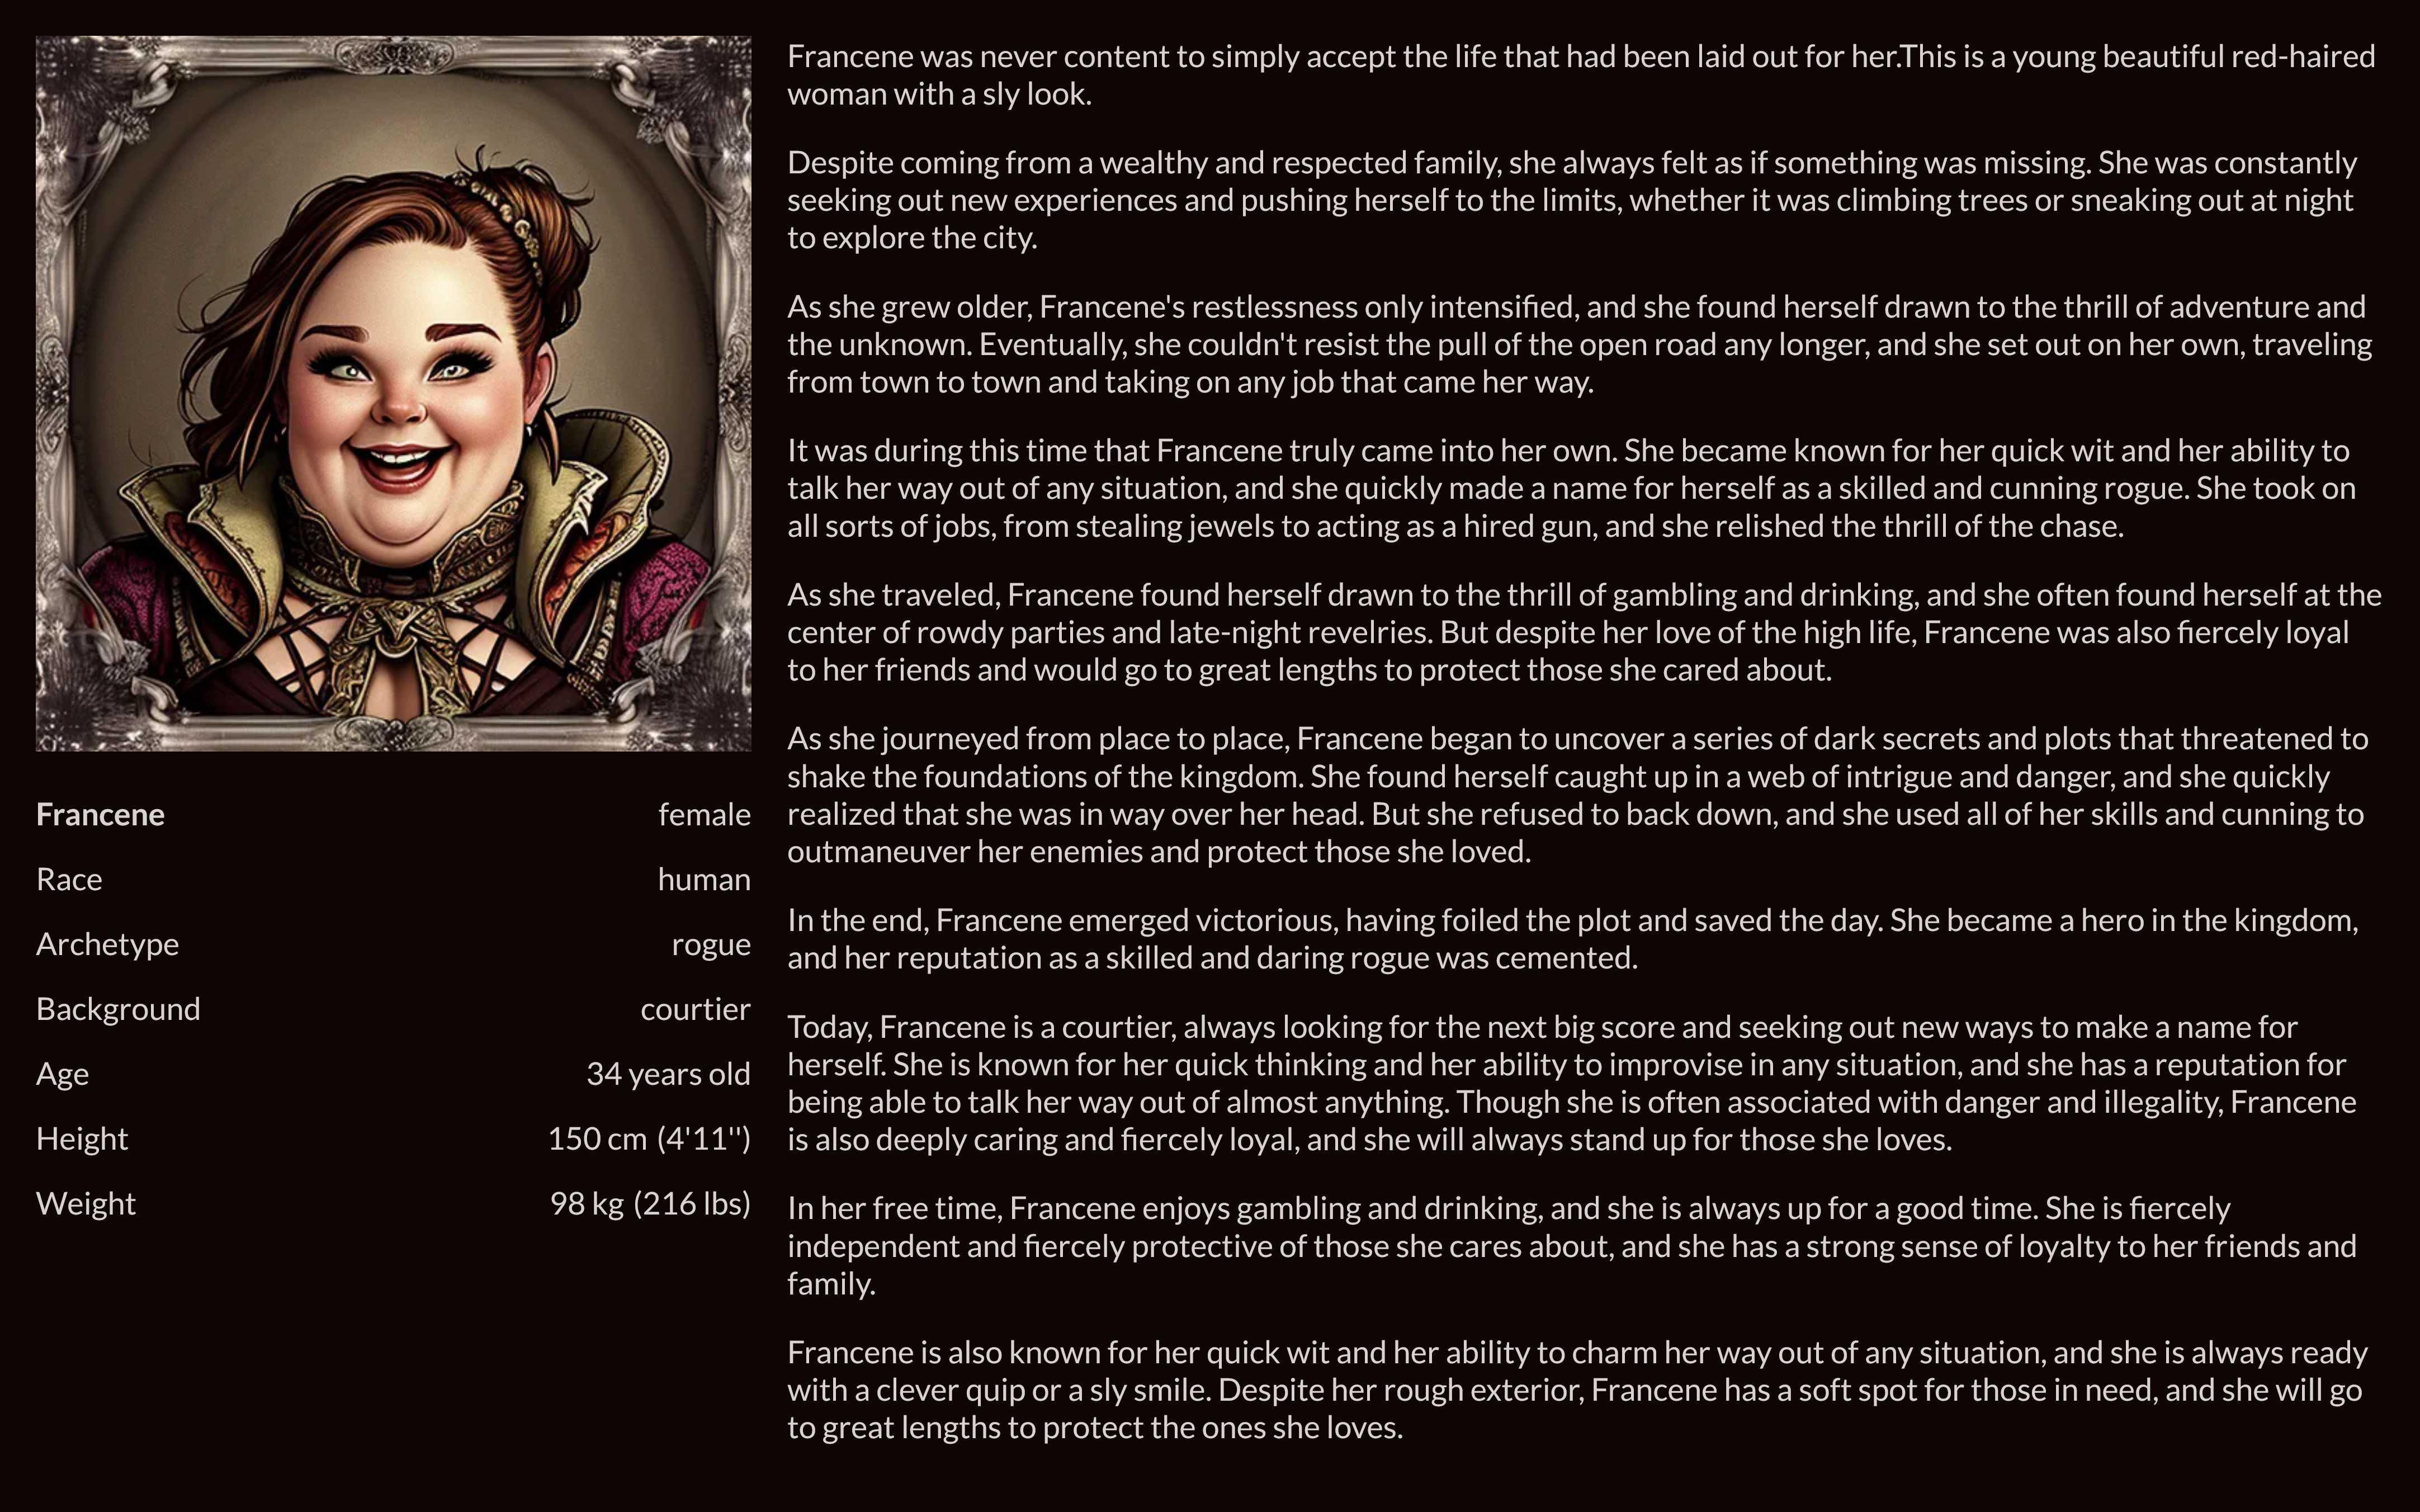 Francene was never content to simply accept the life that had been laid out for her.This is a young beautiful red-haired
woman with a sly look.
Despite coming from a wealthy and respected family, she always felt as if something was missing. She was constantly
seeking out new experiences and pushing herself to the limits, whether it was climbing trees or sneaking out at night
to explore the city.
As she grew older, Francene's restlessness only intensified, and she found herself drawn to the thrill of adventure and
the unknown. Eventually, she couldn't resist the pull of the open road any longer, and she set out on her own, traveling
from town to town and taking on any job that came her way.
It was during this time that Francene truly came into her own. She became known for her quick wit and her ability to
talk her way out of any situation, and she quickly made a name for herself as a skilled and cunning rogue. She took on
all sorts of jobs, from stealing jewels to acting as a hired gun, and she relished the thrill of the chase.
As she traveled, Francene found herself drawn to the thrill of gambling and drinking, and she often found herself at the
center of rowdy parties and late-night revelries. But despite her love of the high life, Francene was also fiercely loyal
to her friends and would go to great lengths to protect those she cared about.
As she journeyed from place to place, Francene began to uncover a series of dark secrets and plots that threatened to
shake the foundations of the kingdom. She found herself caught up in a web of intrigue and danger, and she quickly
realized that she was in way over her head. But she refused to back down, and she used all of her skills and cunning to
outmaneuver her enemies and protect those she loved.
In the end, Francene emerged victorious, having foiled the plot and saved the day. She became a hero in the kingdom,
and her reputation as a skilled and daring rogue was cemented.
Today, Francene is a courtier, always looking for the next big score and seeking out new ways to make a name for
herself. She is known for her quick thinking and her ability to improvise in any situation, and she has a reputation for
being able to talk her way out of almost anything. Though she is often associated with danger and illegality, Francene
is also deeply caring and fiercely loyal, and she will always stand up for those she loves.
In her free time, Francene enjoys gambling and drinking, and she is always up for a good time. She is fiercely
independent and fiercely protective of those she cares about, and she has a strong sense of loyalty to her friends and
family.
Francene is also known for her quick wit and her ability to charm her way out of any situation, and she is always ready
with a clever quip or a sly smile. Despite her rough exterior, Francene has a soft spot for those in need, and she will go
to great lengths to protect the ones she loves.
Francene female
Race human
Archetype rogue
Background courtier
Age 34 years old
Height 150 cm (4'11'')
Weight 98 kg (216 lbs)